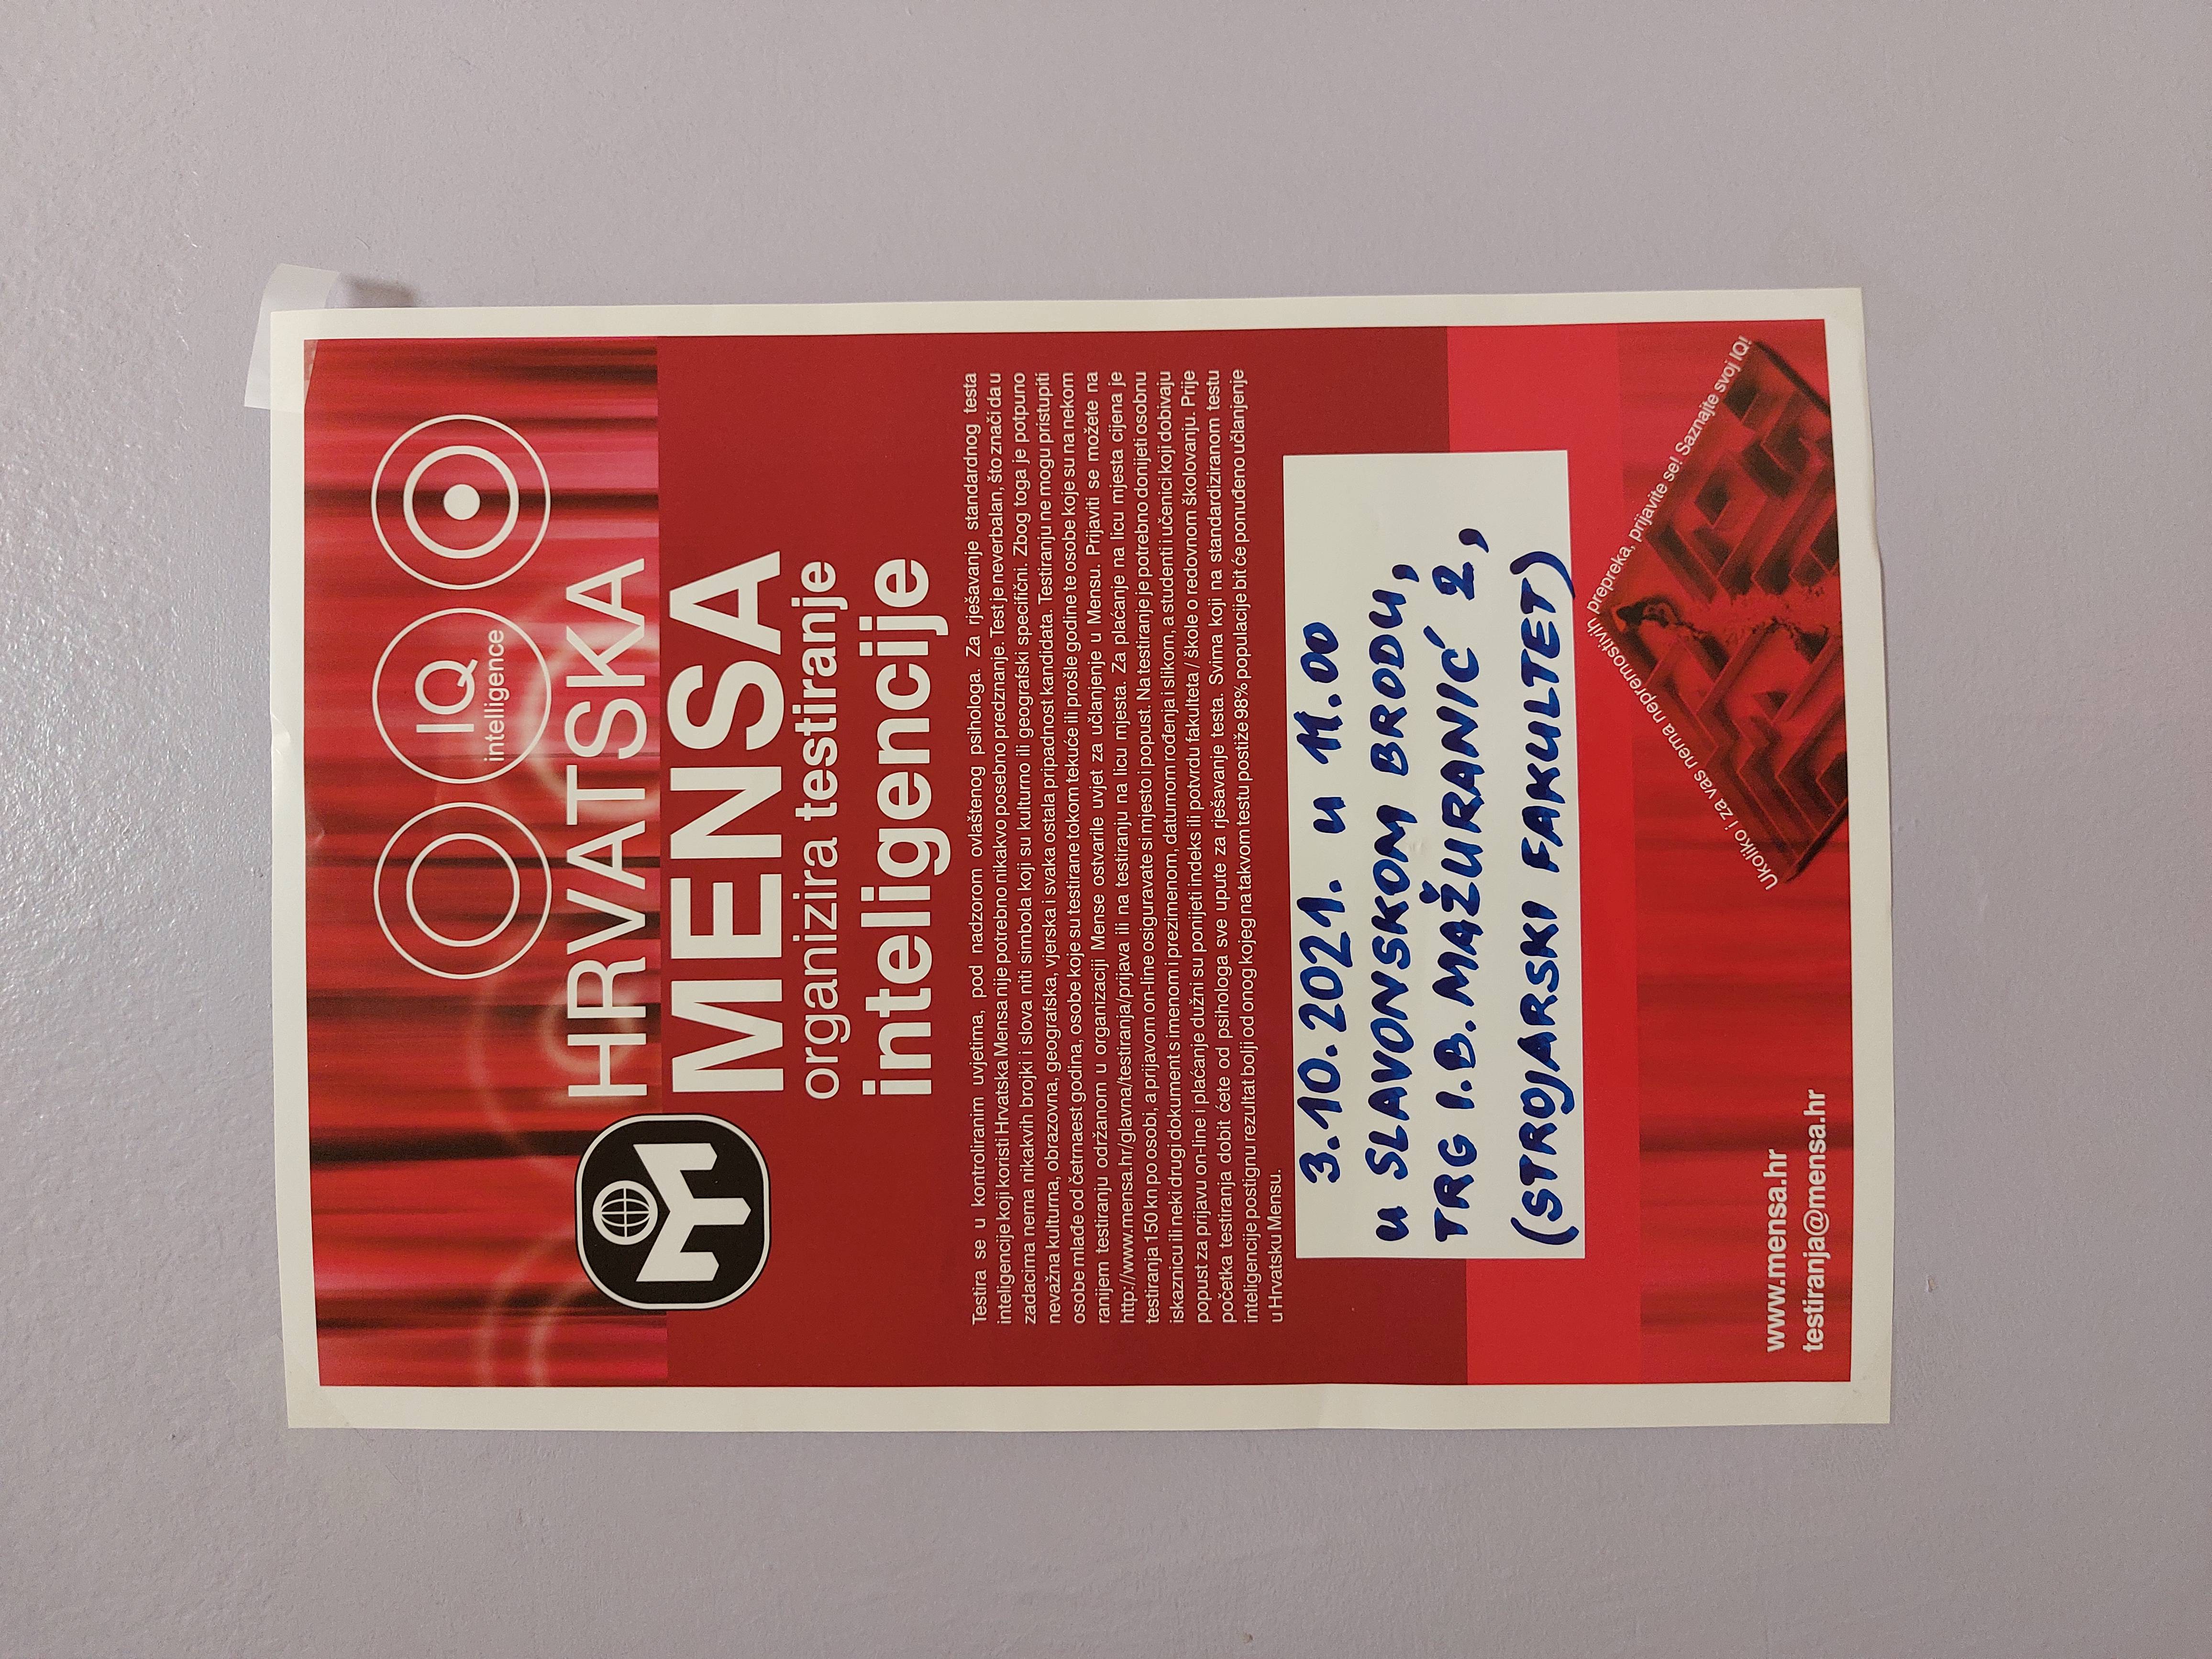 IQ
intelligence
HRVATSKA
MENSA
organizira testiranje
inteligencije
Testira se u kontroliranim uvjetima, pod nadzorom ovlaštenog psihologa. Za rješavanje standardnog testa
inteligencije koji koristi Hrvatska Mensa nije potrebno nikakvo posebno predznanje. Test je neverbalan, što znači da u
zadacima nema nikakvih brojki i slova niti simbola koji su kulturno ili geografski specifični. Zbog toga je potpuno
nevažna kulturna, obrazovna, geografska, vjerska i svaka ostala pripadnost kandidata. Testiranju ne mogu pristupiti
osobe mlađe od četrnaest godina, osobe koje su testirane tokom tekuće ili prošle godine te osobe koje su na nekom
ranijem testiranju održanom u organizaciji Mense ostvarile uvjet za učlanjenje u Mensu. Prijaviti se možete na
http://www.mensa.hr/glavna/testiranja/prijava ili na testiranju na licu mjesta. Za plaćanje na licu mjesta cijena je
testiranja 150 kn po osobi, a prijavom on-line osiguravate si mjesto i popust. Na testiranje je potrebno donijeti osobnu
iskaznicu ili neki drugi dokument s imenom i prezimenom, datumom rođenja i slikom, a studenti i učenici koji dobivaju
popust za prijavu on-line i plaćanje dužni su ponijeti indeks ili potvrdu fakulteta / škole o redovnom školovanju. Prije
početka testiranja dobit ćete od psihologa sve upute za rješavanje testa. Svima koji na standardiziranom testu
inteligencije postignu rezultat bolji od onog kojeg na takvom testu postiže 98% populacije bit će ponuđeno učlanjenje
u Hrvatsku Mensu.
3.10.2021. u 11.00
u SLAVONSKOM BRODU,
TRG I.B. MAŽURANIĆ 2,
(STROJARSKI FAKULTET)
Ukoliko i za vas nema nepremostivih prepreka, prijavite se! Saznajte svoj IQ!
www.mensa.hr
testiranja@mensa.hr